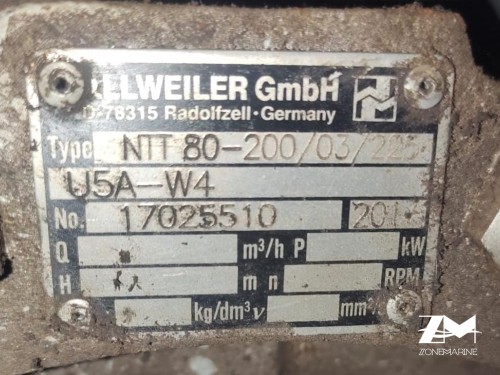 LLWEILER GmbH
D-78315 Radolfzell·Germany
Type NTT 80-200/03/
U5A-W4
No. 17025510
Q m³/h P kW
H m n RPM
kg/dm³ ν mm²
ZM
ZONEMARINE